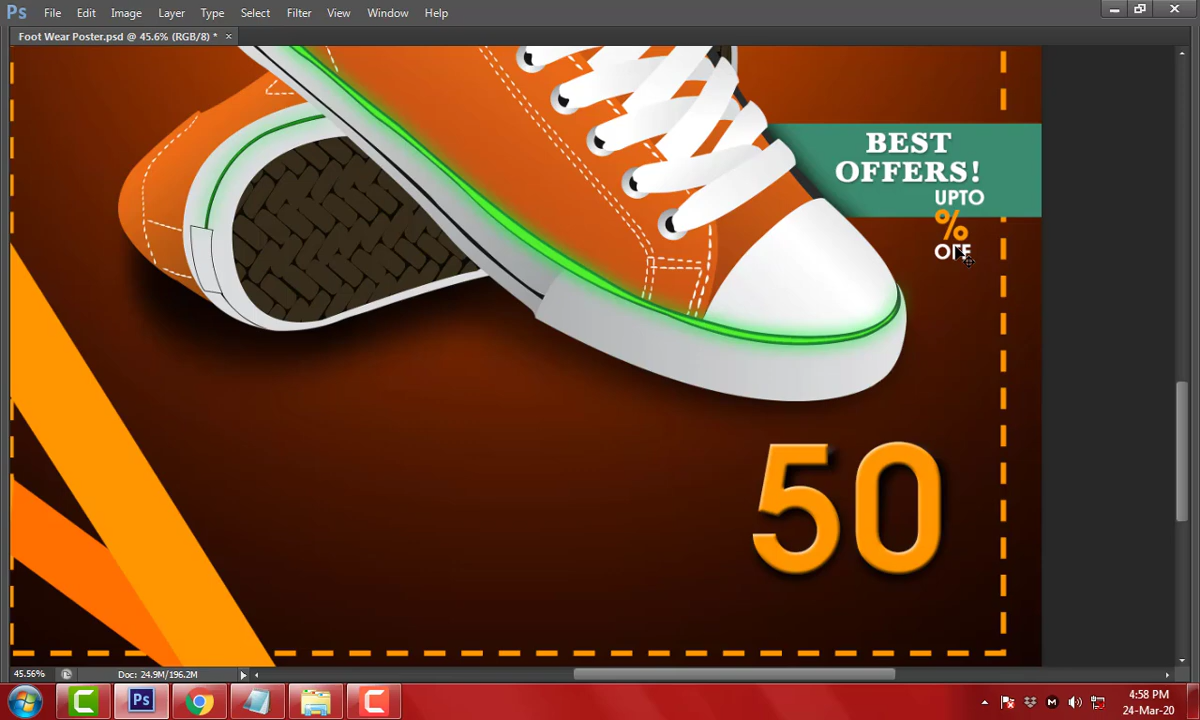 Ps File Edit Image Layer Type Select Filter View Window Help
Foot Wear Poster.psd @ 45.6% (RGB/8) * ×
BEST
OFFERS!
UPTO
%
OFF
50
45.56% Doc: 24.9M/196.2M
Ps
4:58 PM
24-Mar-20